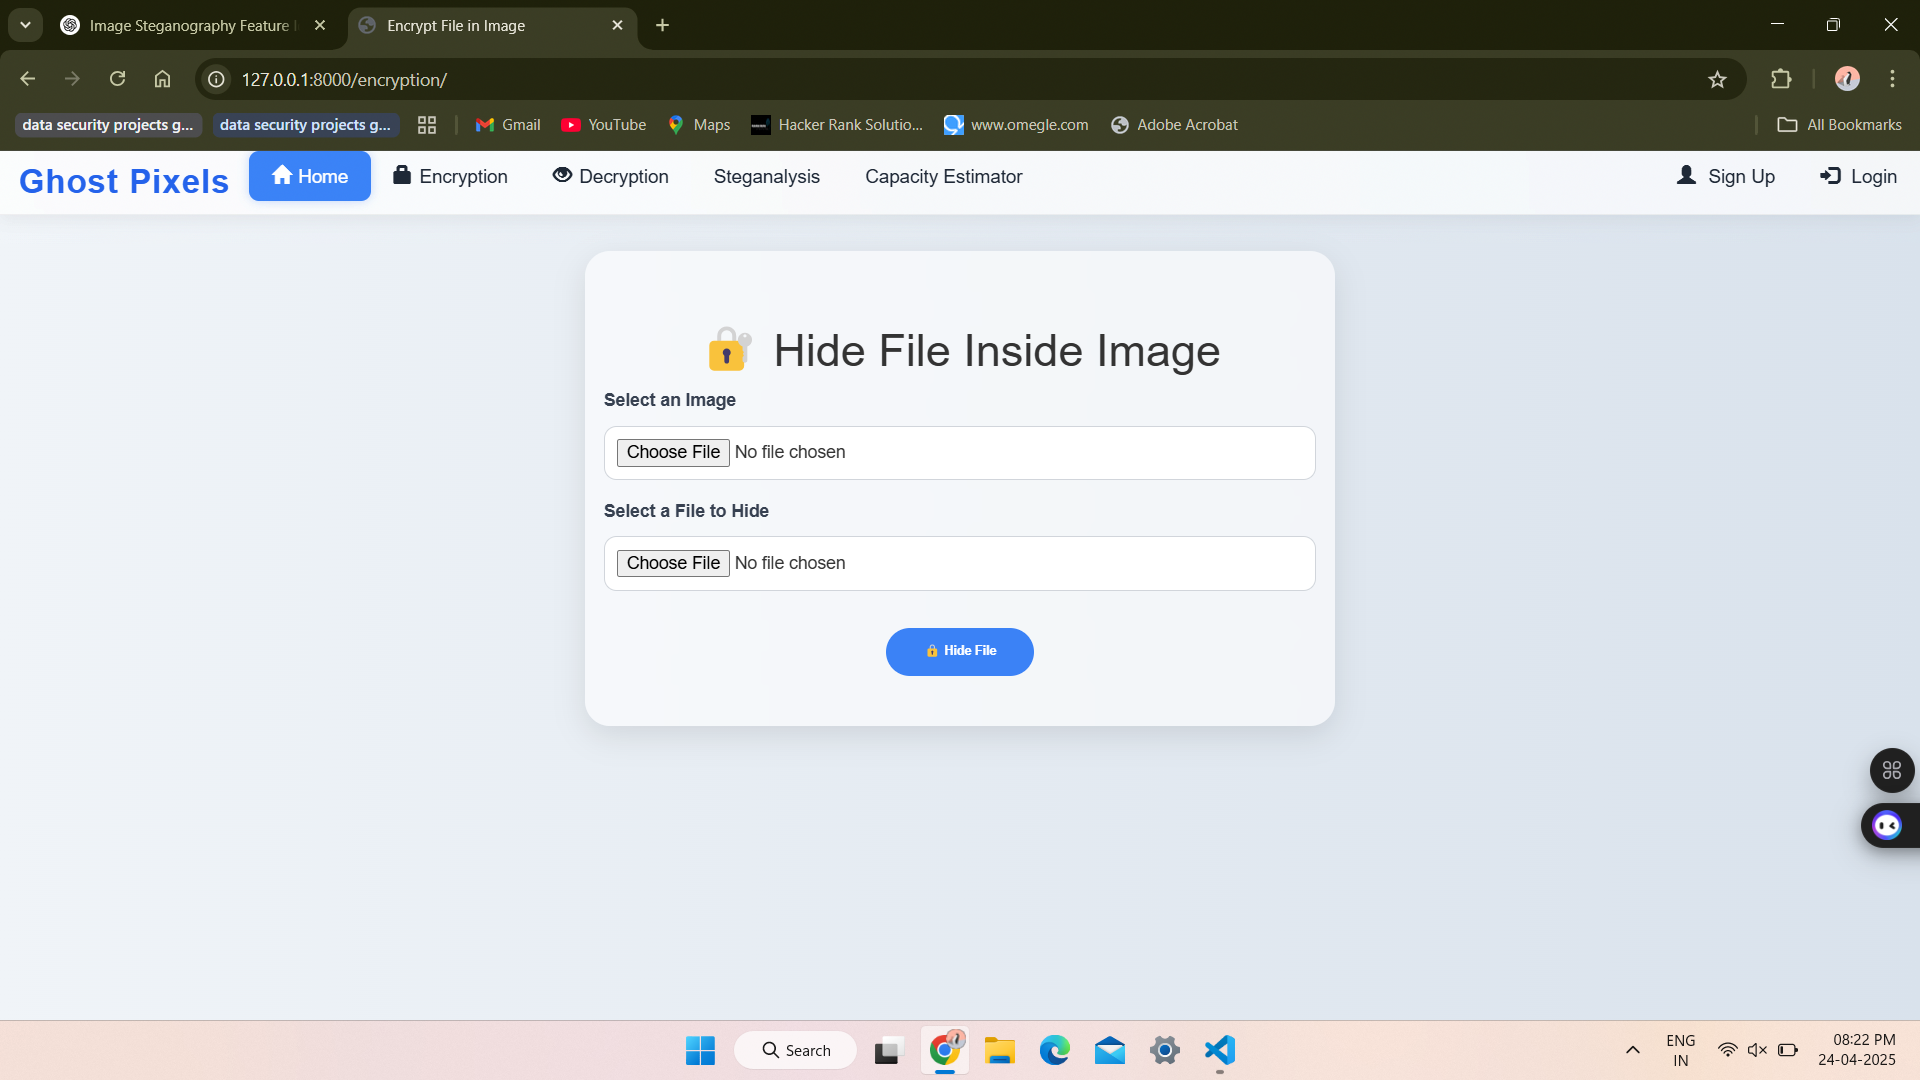 Image Steganography Feature
Encrypt File in Image
127.0.0.1:8000/encryption/
data security projects g...
data security projects g...
Gmail
YouTube
Maps
Hacker Rank Solutio...
www.omegle.com
Adobe Acrobat
All Bookmarks
Ghost Pixels
Home
Encryption
Decryption
Steganalysis
Capacity Estimator
Sign Up
Login
Hide File Inside Image
Select an Image
Choose File No file chosen
Select a File to Hide
Choose File No file chosen
Hide File
Search
ENG
IN
08:22 PM
24-04-2025